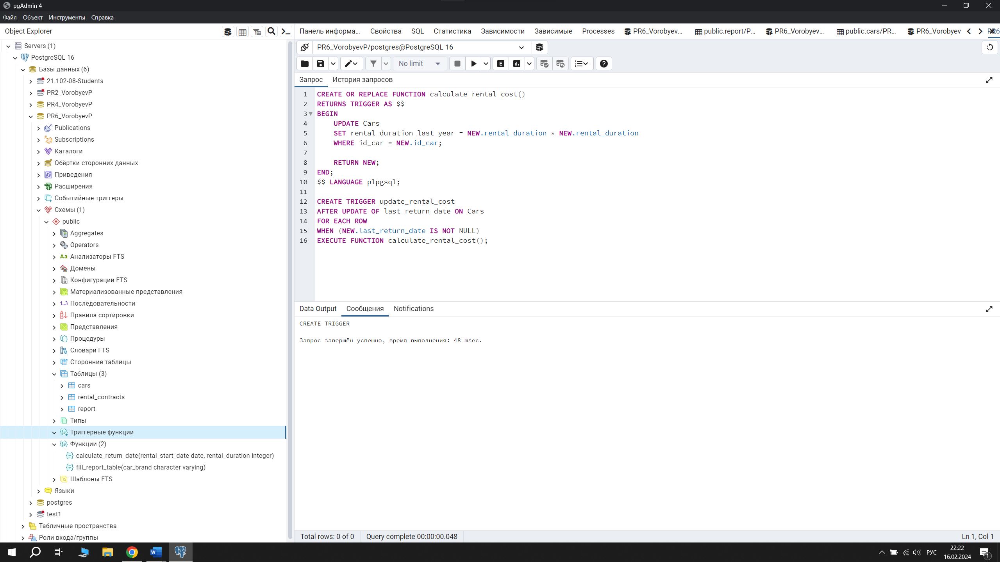 pgAdmin 4
Файл Объект Инструменты Справка
Object Explorer
Servers (1)
PostgreSQL 16
Базы данных (6)
21.102-08-Students
PR2_VorobyevP
PR4_VorobyevP
PR6_VorobyevP
Publications
Subscriptions
Каталоги
Обёртки сторонних данных
Приведения
Расширения
Событийные триггеры
Схемы (1)
public
Aggregates
Operators
Анализаторы FTS
Домены
Конфигурации FTS
Материализованные представления
Последовательности
Правила сортировки
Представления
Процедуры
Словари FTS
Сторонние таблицы
Таблицы (3)
cars
rental_contracts
report
Типы
Триггерные функции
Функции (2)
calculate_return_date(rental_start_date date, rental_duration integer)
fill_report_table(car_brand character varying)
Шаблоны FTS
Языки
postgres
test1
Табличные пространства
Роли входа/группы
Панель информа... Свойства SQL Статистика Зависимости Зависимые Processes PR6_Vorobyev... public.report/P... PR6_Vorobyev... public.cars/PR... PR6_Vorobyev
PR6_VorobyevP/postgres@PostgreSQL 16
No limit
Запрос История запросов
1 CREATE OR REPLACE FUNCTION calculate_rental_cost()
2 RETURNS TRIGGER AS $$
3 BEGIN
4 UPDATE Cars
5 SET rental_duration_last_year = NEW.rental_duration * NEW.rental_duration
6 WHERE id_car = NEW.id_car;
7
8 RETURN NEW;
9 END;
10 $$ LANGUAGE plpgsql;
11
12 CREATE TRIGGER update_rental_cost
13 AFTER UPDATE OF last_return_date ON Cars
14 FOR EACH ROW
15 WHEN (NEW.last_return_date IS NOT NULL)
16 EXECUTE FUNCTION calculate_rental_cost();
Data Output Сообщения Notifications
CREATE TRIGGER
Запрос завершён успешно, время выполнения: 48 msec.
Total rows: 0 of 0 Query complete 00:00:00.048 Ln 1, Col 1
РУС
22:22
16.02.2024
1